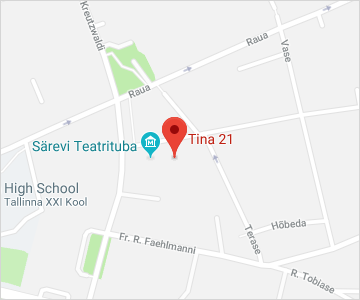 Kreutzwaldi
Raua
Vase
Raua
Särevi Teatrituba
Tina 21
High School
Tallinna XXI Kool
Terase
Hõbeda
Fr. R. Faehlmanni
R. Tobiase